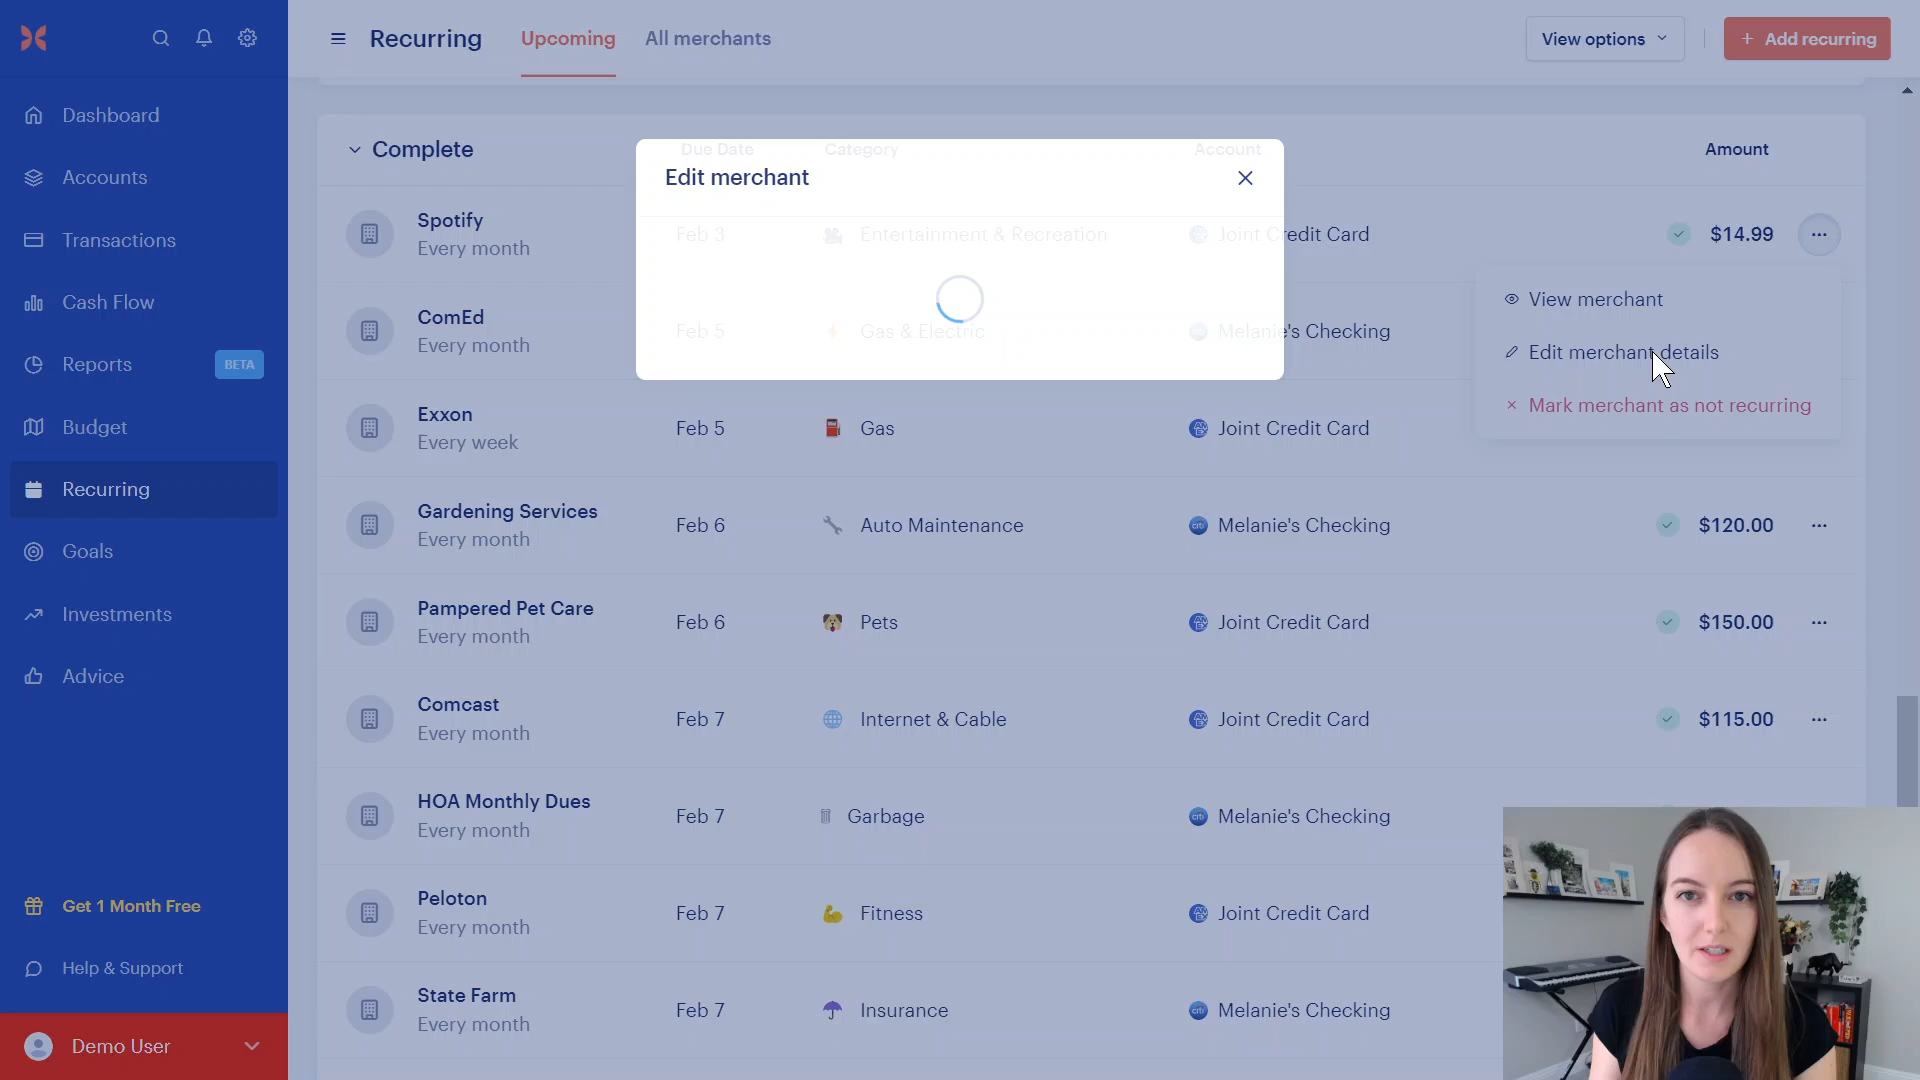 Recurring
Upcoming
All merchants
View options
+ Add recurring
Dashboard
Accounts
Transactions
Cash Flow
Reports
BETA
Budget
Recurring
Goals
Investments
Advice
Get 1 Month Free
Help & Support
Demo User
Complete
Due Date
Category
Account
Amount
Edit merchant
Spotify
Every month
Feb 3
Entertainment & Recreation
Joint Credit Card
$14.99
View merchant
Edit merchant details
Mark merchant as not recurring
ComEd
Every month
Feb 5
Gas & Electric
Melanie's Checking
Exxon
Every week
Feb 5
Gas
Joint Credit Card
Gardening Services
Every month
Feb 6
Auto Maintenance
citi
Melanie's Checking
$120.00
Pampered Pet Care
Every month
Feb 6
Pets
Joint Credit Card
$150.00
Comcast
Every month
Feb 7
Internet & Cable
Joint Credit Card
$115.00
HOA Monthly Dues
Every month
Feb 7
Garbage
citi
Melanie's Checking
Peloton
Every month
Feb 7
Fitness
Joint Credit Card
State Farm
Every month
Feb 7
Insurance
citi
Melanie's Checking